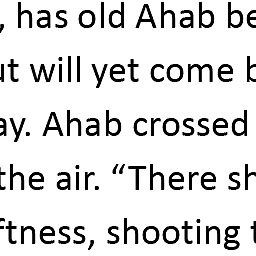 , has old Ahab be
ut will yet come b
ay. Ahab crossed
the air. “There sh
ftness, shooting t